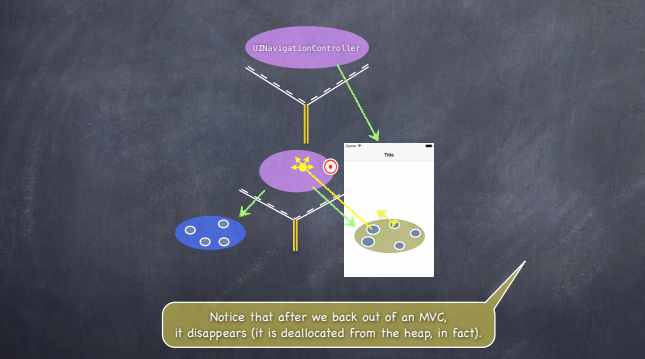 UINavigationController
Carrier
Title
Notice that after we back out of an MVC,
it disappears (it is deallocated from the heap, in fact).